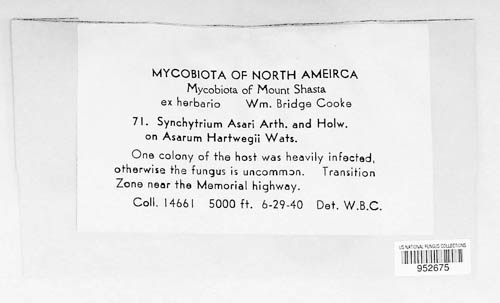 MYCOBIOTA OF NORTH AMEIRCA
Mycobiota of Mount Shasta
ex herbario Wm. Bridge Cooke
71. Synchytrium Asari Arth. and Holw.
on Asarum Hartwegii Wats.
One colony of the host was heavily infected,
otherwise the fungus is uncommon. Transition
Zone near the Memorial highway.
Coll. 14661 5000 ft. 6-29-40 Det. W.B.C.
US NATIONAL FUNGUS COLLECTIONS
952675